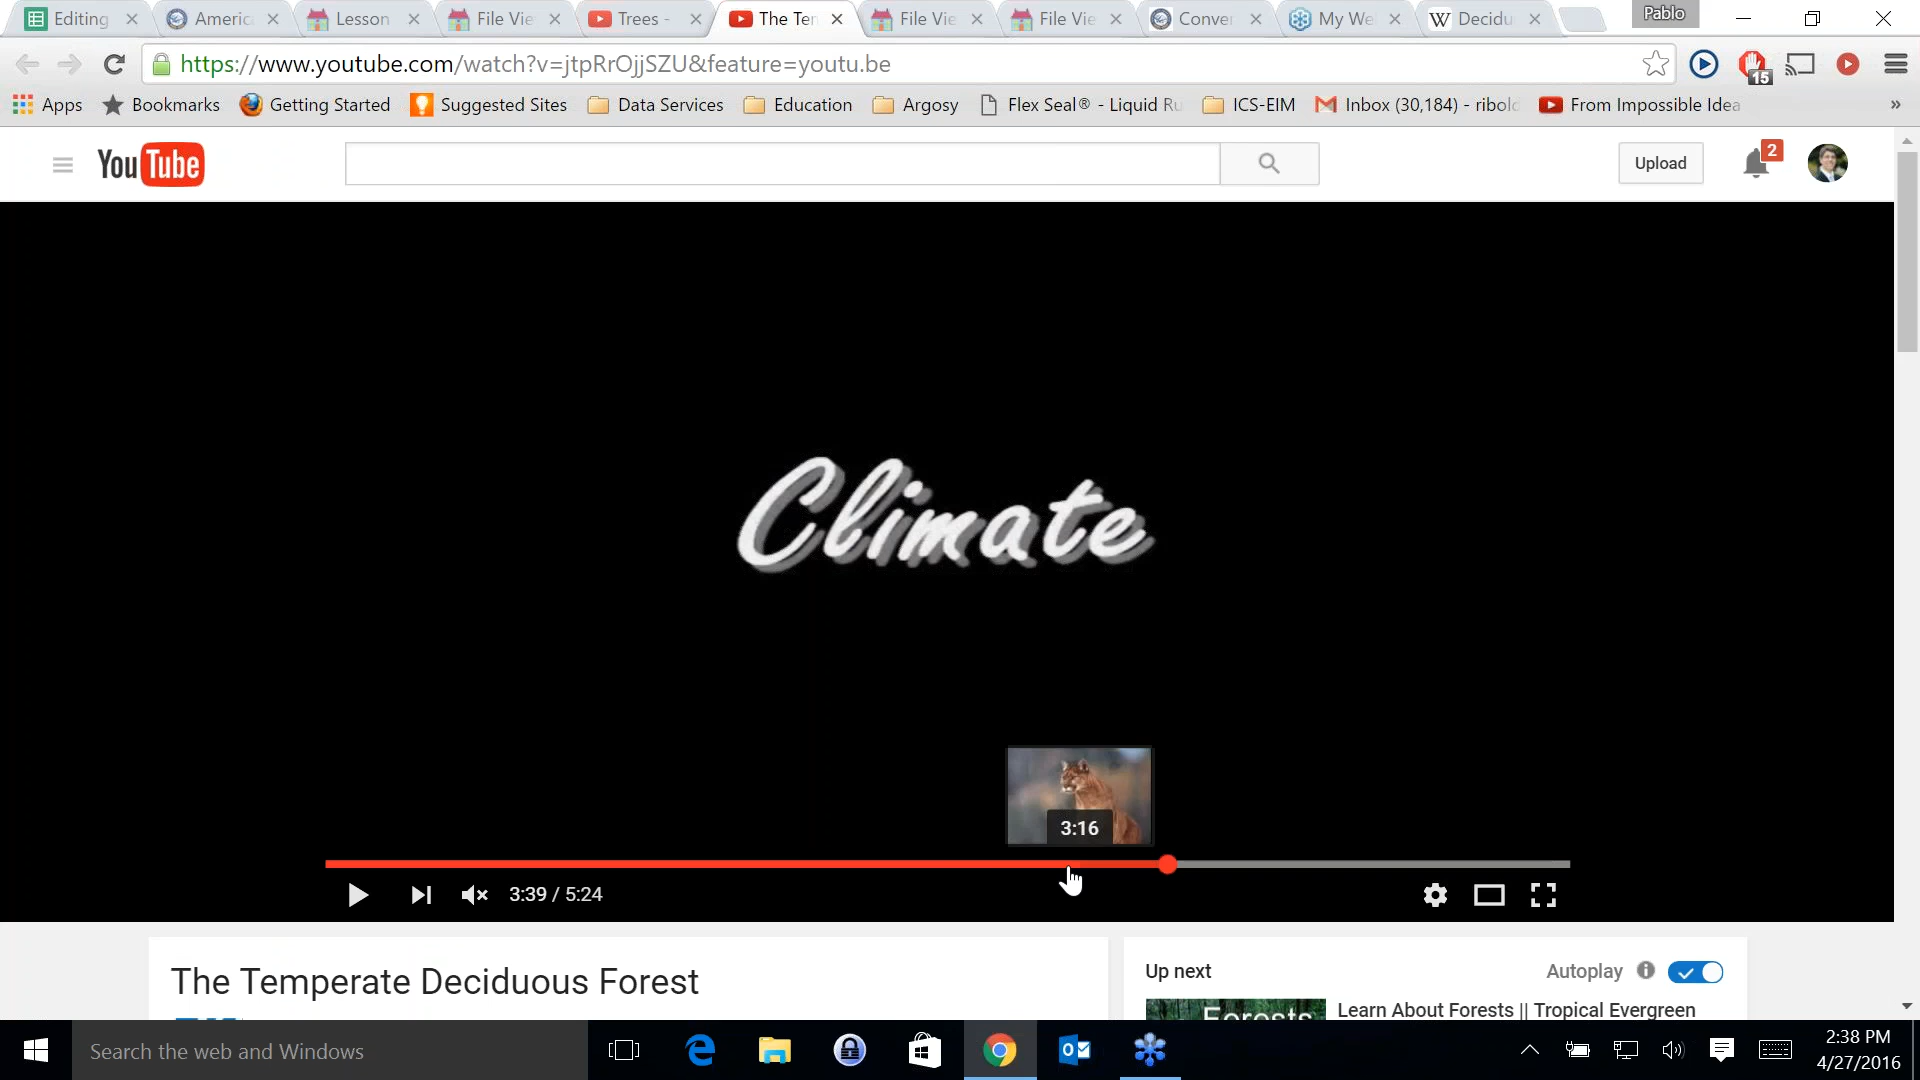 Editing
Americ
Lesson
File Vie
Trees -
The Ten
File Vie
File Vie
Conver
My We
W Decidu
Pablo
https://www.youtube.com/watch?v=jtpRrOjjSZU&feature=youtu.be
15
Apps
Bookmarks
Getting Started
Suggested Sites
Data Services
Education
Argosy
Flex Seal® - Liquid Ru
ICS-EIM
Inbox (30,184) - ribolo
From Impossible Idea
»
YouTube
Upload
2
Climate
3:16
3:39 / 5:24
The Temperate Deciduous Forest
Up next
Autoplay
Forests
Learn About Forests || Tropical Evergreen
Search the web and Windows
2:38 PM
4/27/2016